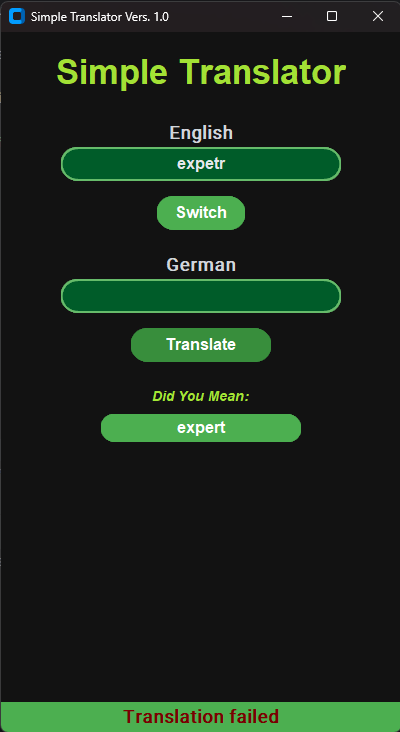 Simple Translator Vers. 1.0
Simple Translator
English
expetr
Switch
German
Translate
Did You Mean:
expert
Translation failed